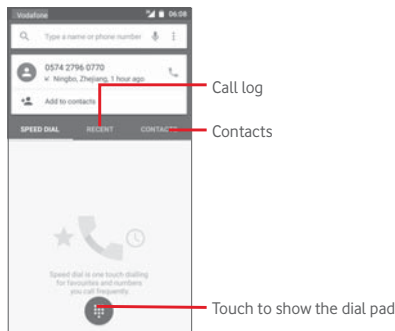 Vodafone 06:08
Type a name or phone number
0574 2796 0770
Ningbo, Zhejiang, 1 hour ago
Add to contacts
SPEED DIAL RECENT CONTACTS
Speed dial is one touch dialling
for favourites and numbers
you call frequently
Call log
Contacts
Touch to show the dial pad